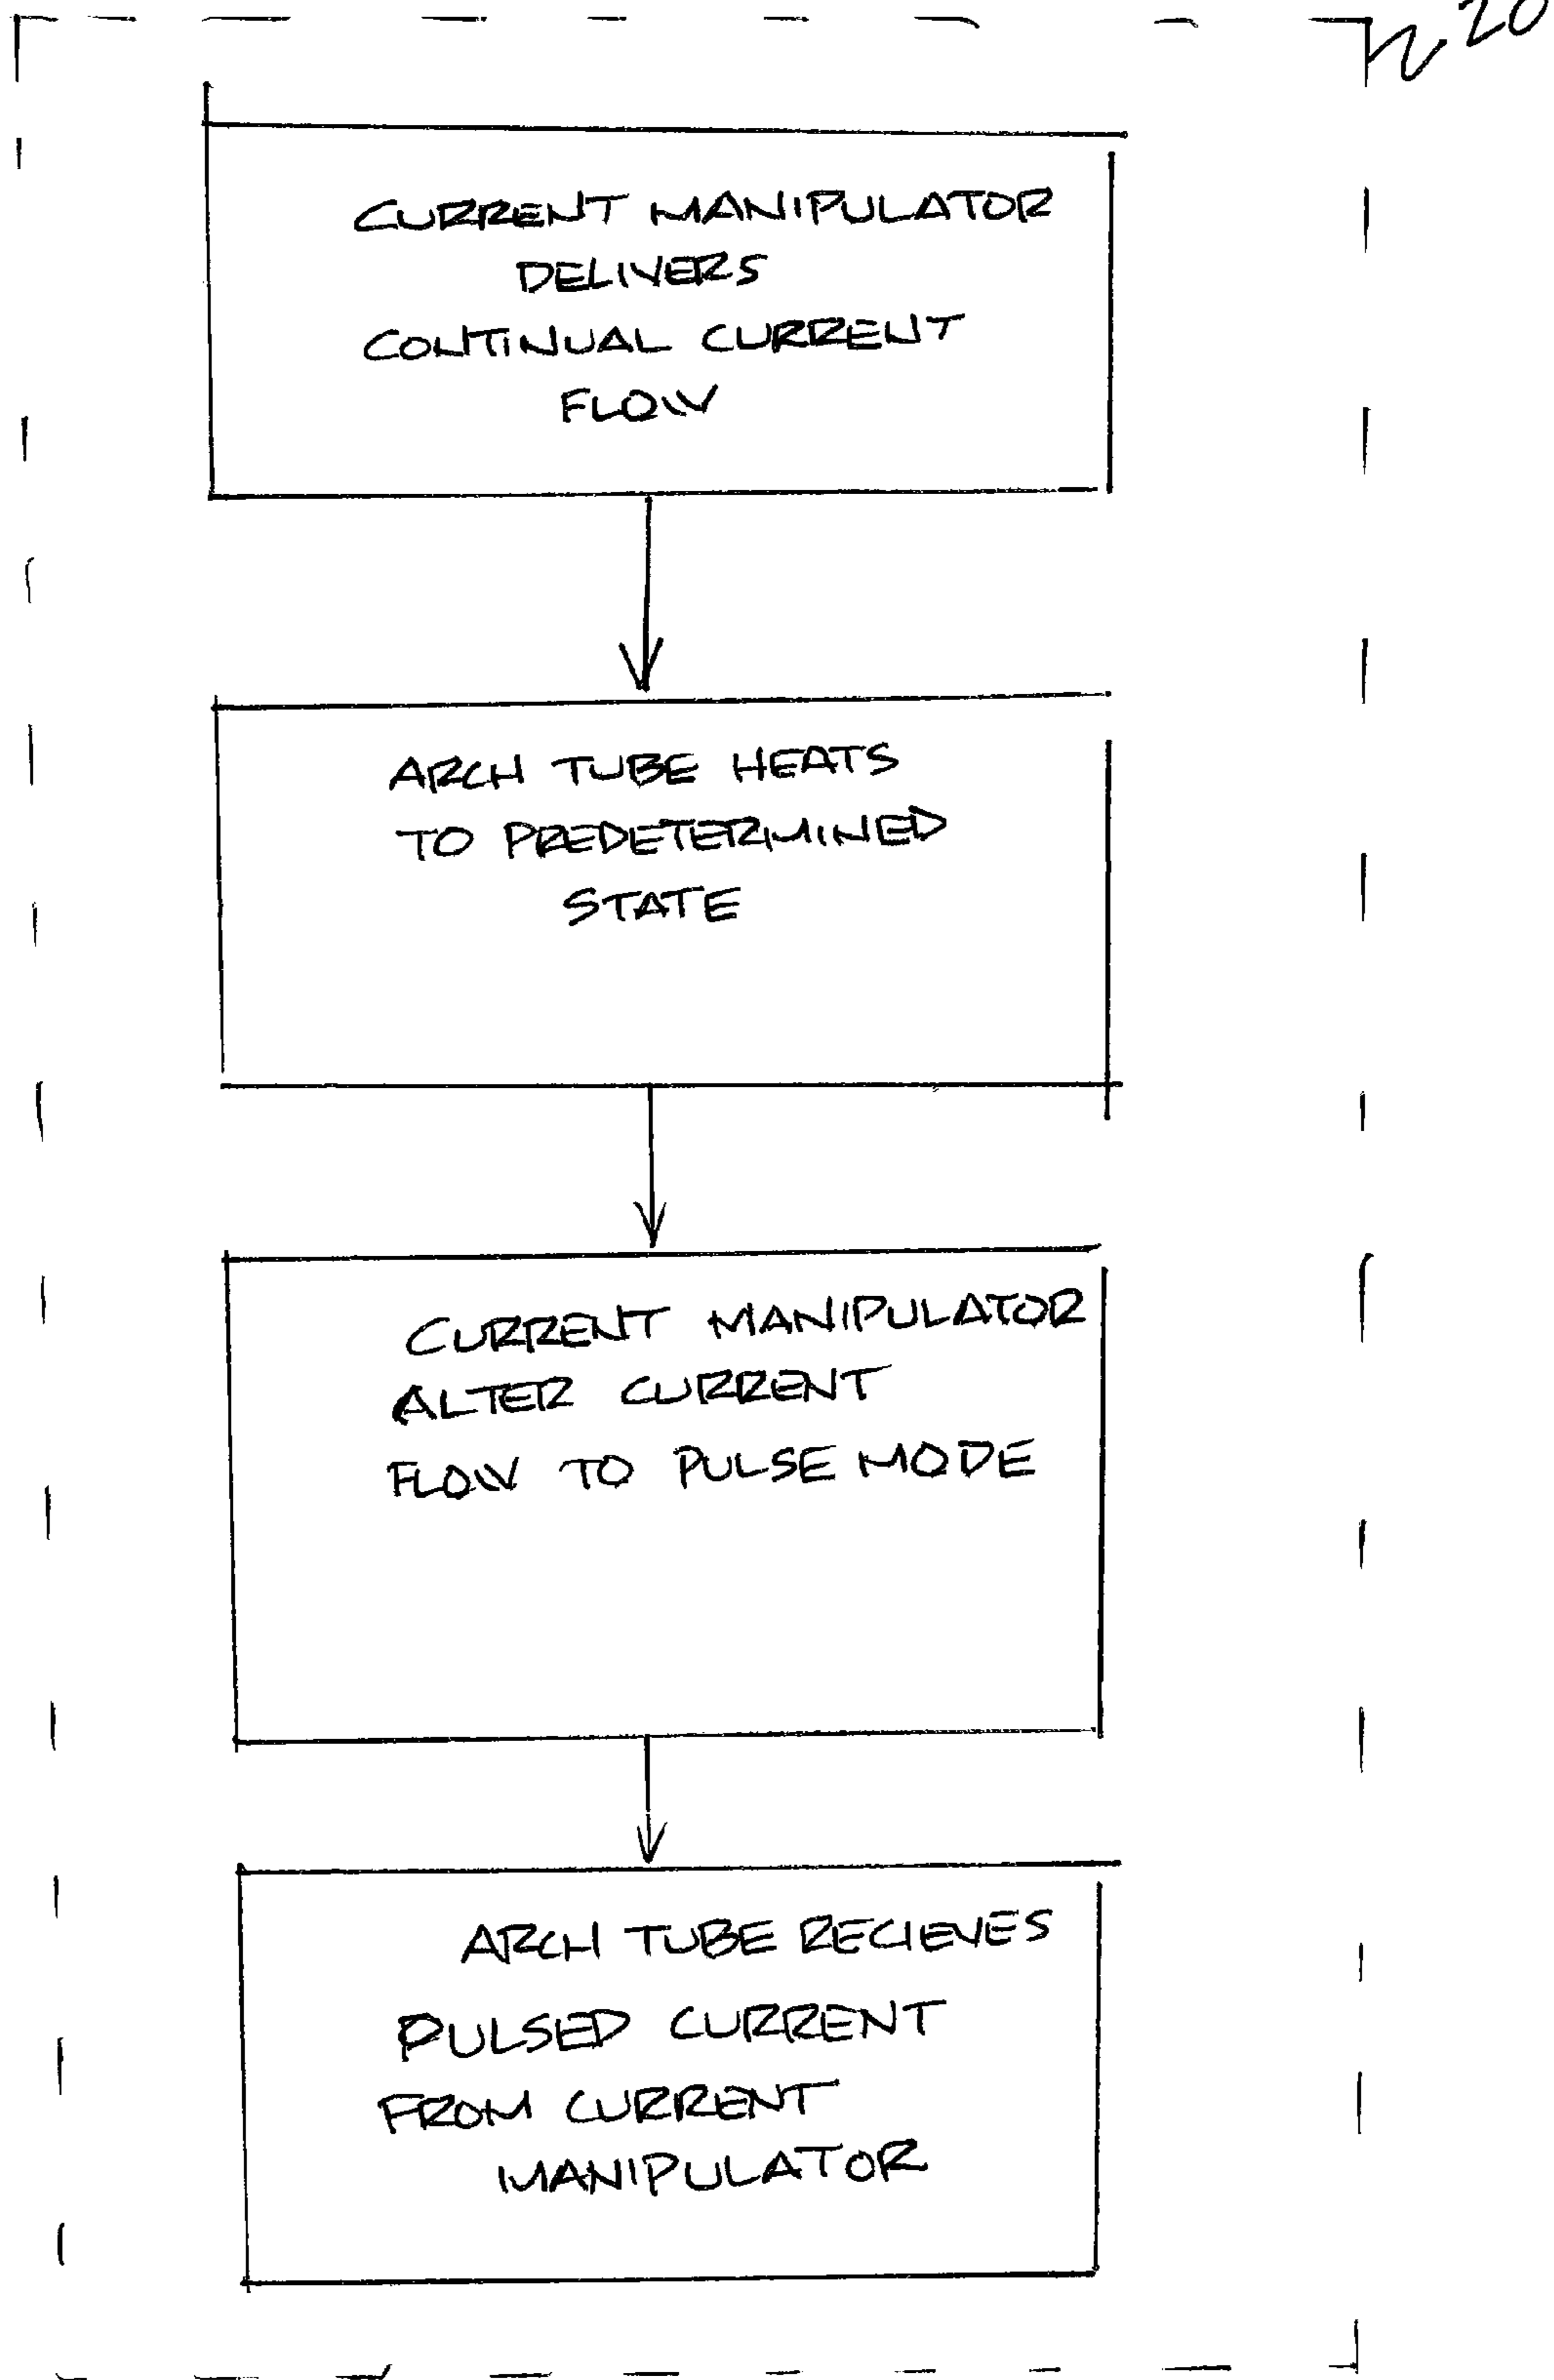 20
CURRENT MANIPULATOR
DELIVERS
CONTINUAL CURRENT
FLOW
ARCH TUBE HEATS
TO PREDETERMINED
STATE
CURRENT MANIPULATOR
ALTER CURRENT
FLOW TO PULSE MODE
ARCH TUBE RECIEVES
PULSED CURRENT
FROM CURRENT
MANIPULATOR